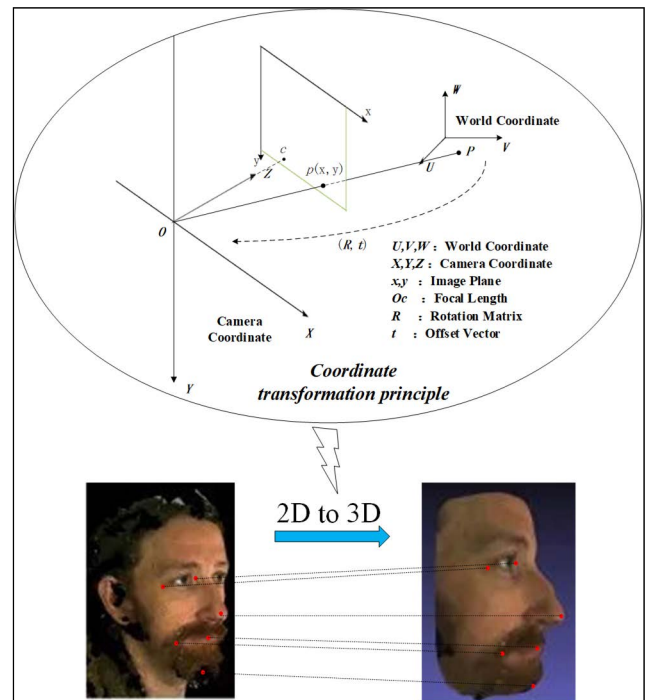 W
World Coordinate
x
V
c
y
p(x, y)
P
Z
U
O
(R, t)
U,V,W : World Coordinate
X,Y,Z : Camera Coordinate
x,y : Image Plane
Oc : Focal Length
R : Rotation Matrix
t : Offset Vector
Camera
Coordinate
X
Y
Coordinate
transformation principle
2D to 3D